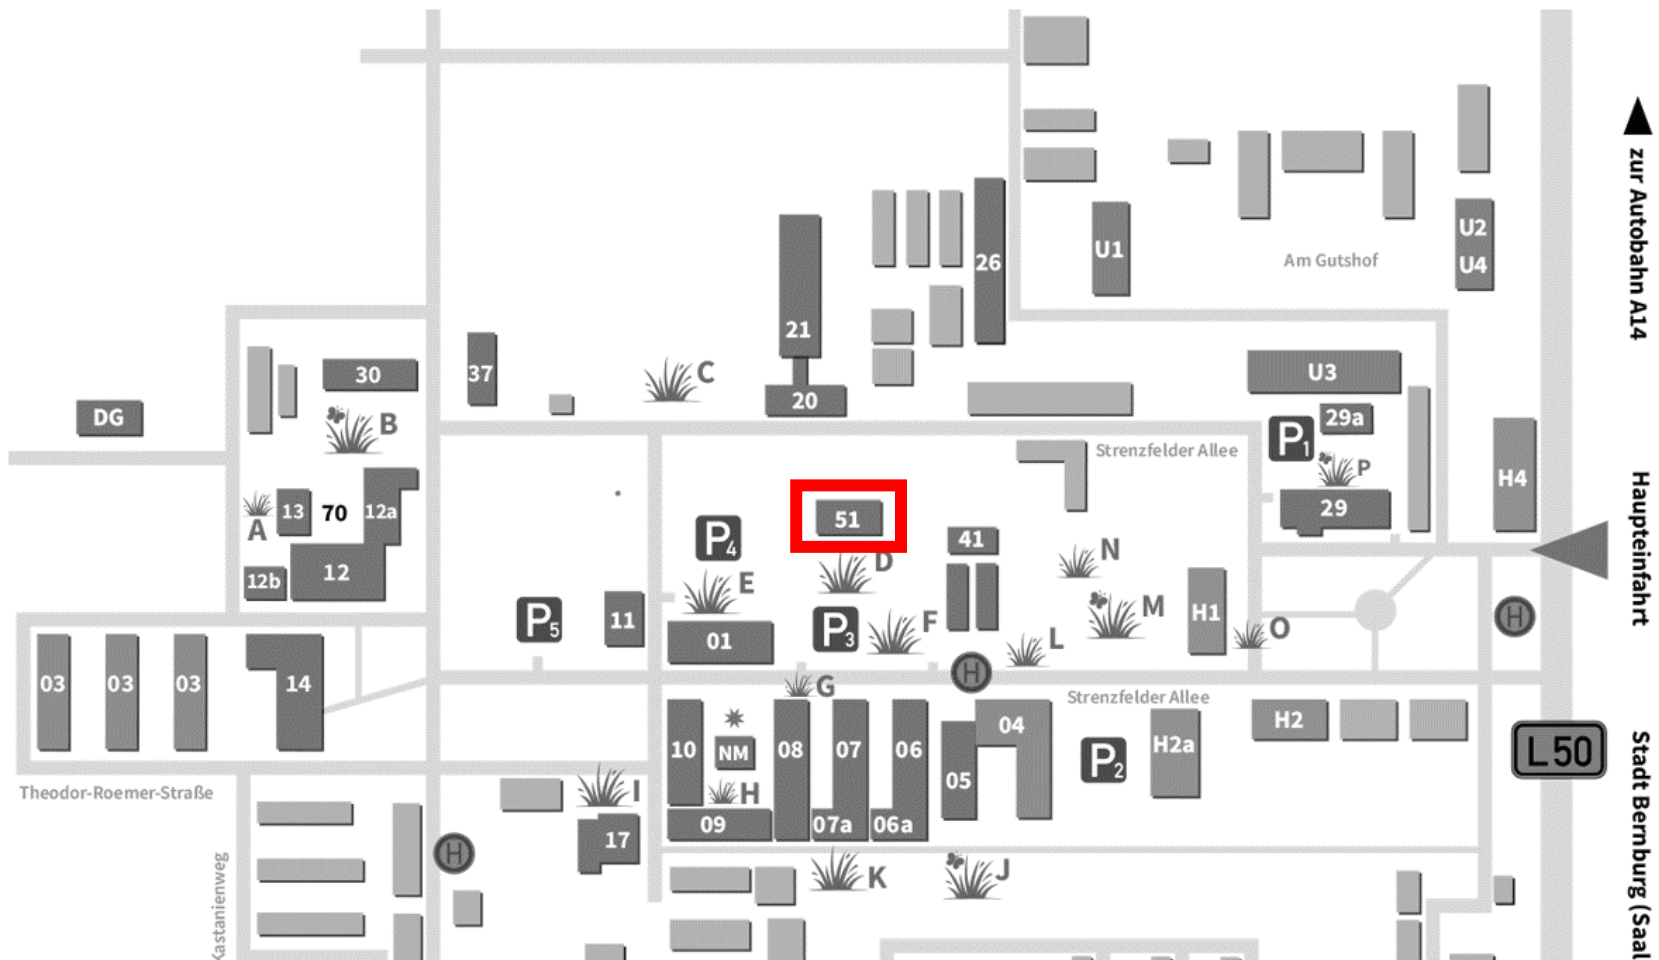 zur Autobahn A14
U1
U2
U4
26
Am Gutshof
21
U3
30
37
C
20
29a
P1
DG
B
Strenzfelder Allee
P
H4
29
A
13
70
12a
51
P4
41
N
Haupteinfahrt
12b
12
E
D
P5
11
01
P3
F
L
M
H1
O
H
H
03
03
03
14
G
Strenzfelder Allee
10
NM
08
07
06
04
05
P2
H2a
H2
L50
Theodor-Roemer-Straße
I
H
09
07a
06a
17
H
K
J
Kastanienweg
Stadt Bernburg (Saal